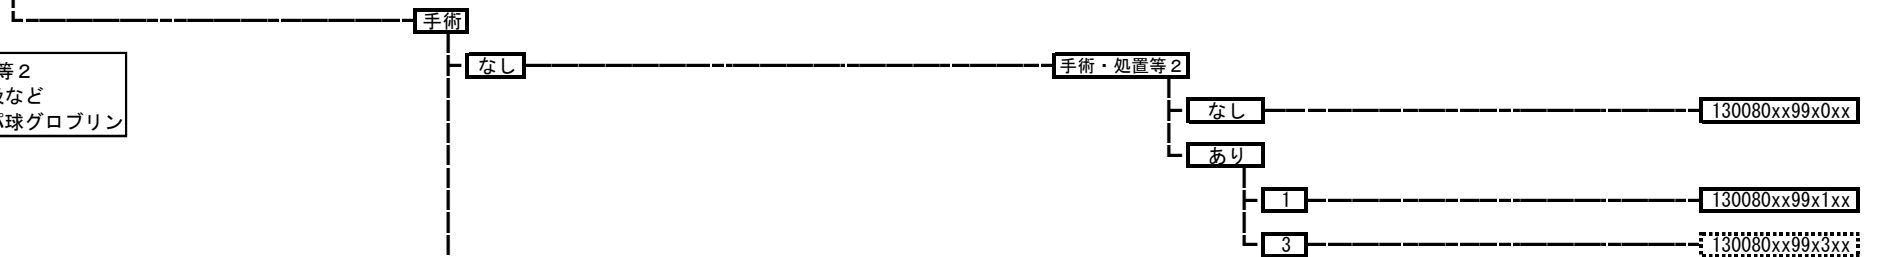 手術
なし
手術・処置等2
等2
など
球グロブリン
なし
130080xx99x0xx
あり
1
130080xx99x1xx
3
130080xx99x3xx